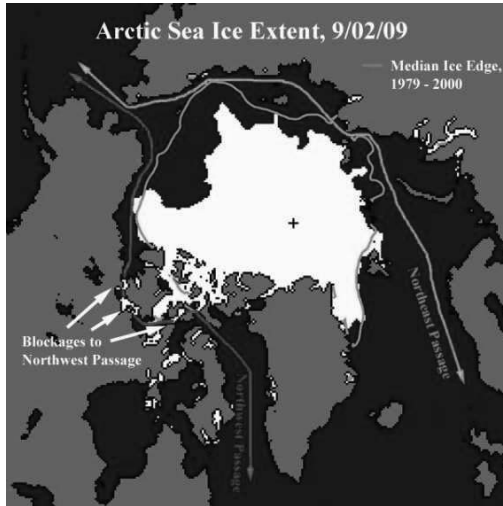 Arctic Sea Ice Extent, 9/02/09
Median Ice Edge,
1979 - 2000
Blockages to
Northwest Passage
Northwest Passage
Northeast Passage